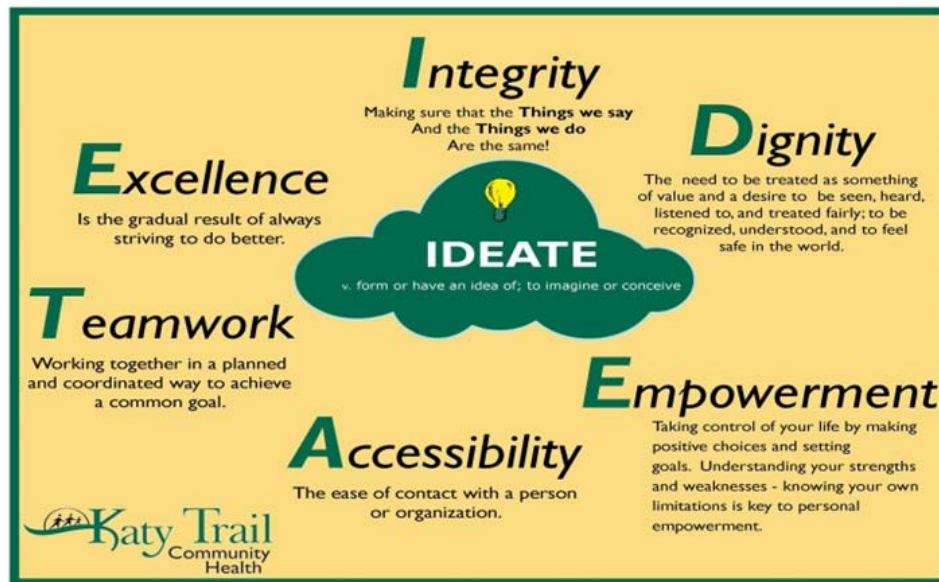 Integrity
Making sure that the Things we say
And the Things we do
Are the same!
Dignity
The need to be treated as something
of value and a desire to be seen, heard,
listened to, and treated fairly; to be
recognized, understood, and to feel
safe in the world.
Excellence
Is the gradual result of always
striving to do better.
IDEATE
v. form or have an idea of; to imagine or conceive
Teamwork
Working together in a planned
and coordinated way to achieve
a common goal.
Empowerment
Taking control of your life by making
positive choices and setting
goals. Understanding your strengths
and weaknesses - knowing your own
limitations is key to personal
empowerment.
Accessibility
The ease of contact with a person
or organization.
Katy Trail
Community
Health